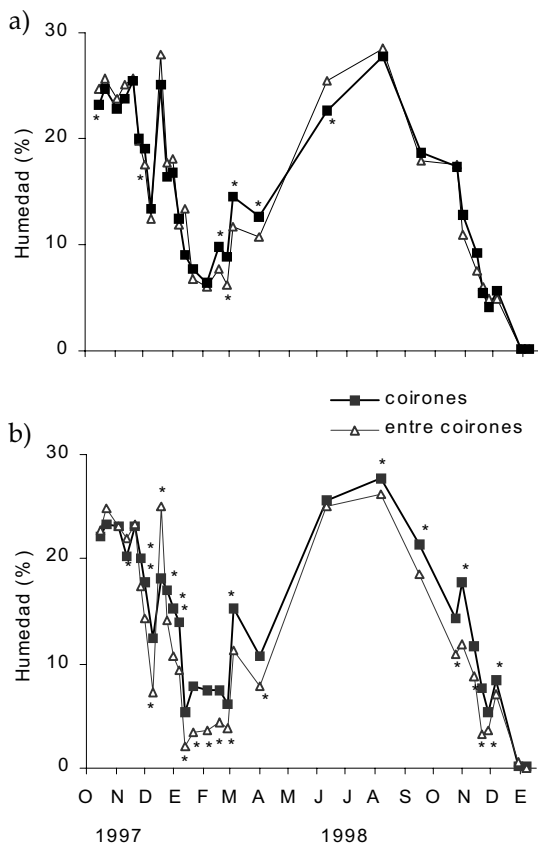 a)
30
20
10
0
Humedad (%)
* * * * * * * *
coirones
entre coirones
b)
30
20
10
0
Humedad (%)
* * * * * * * * * * * * * * * * * * * * * * * *
O N D E F M A J J A S O N D E
1997 1998